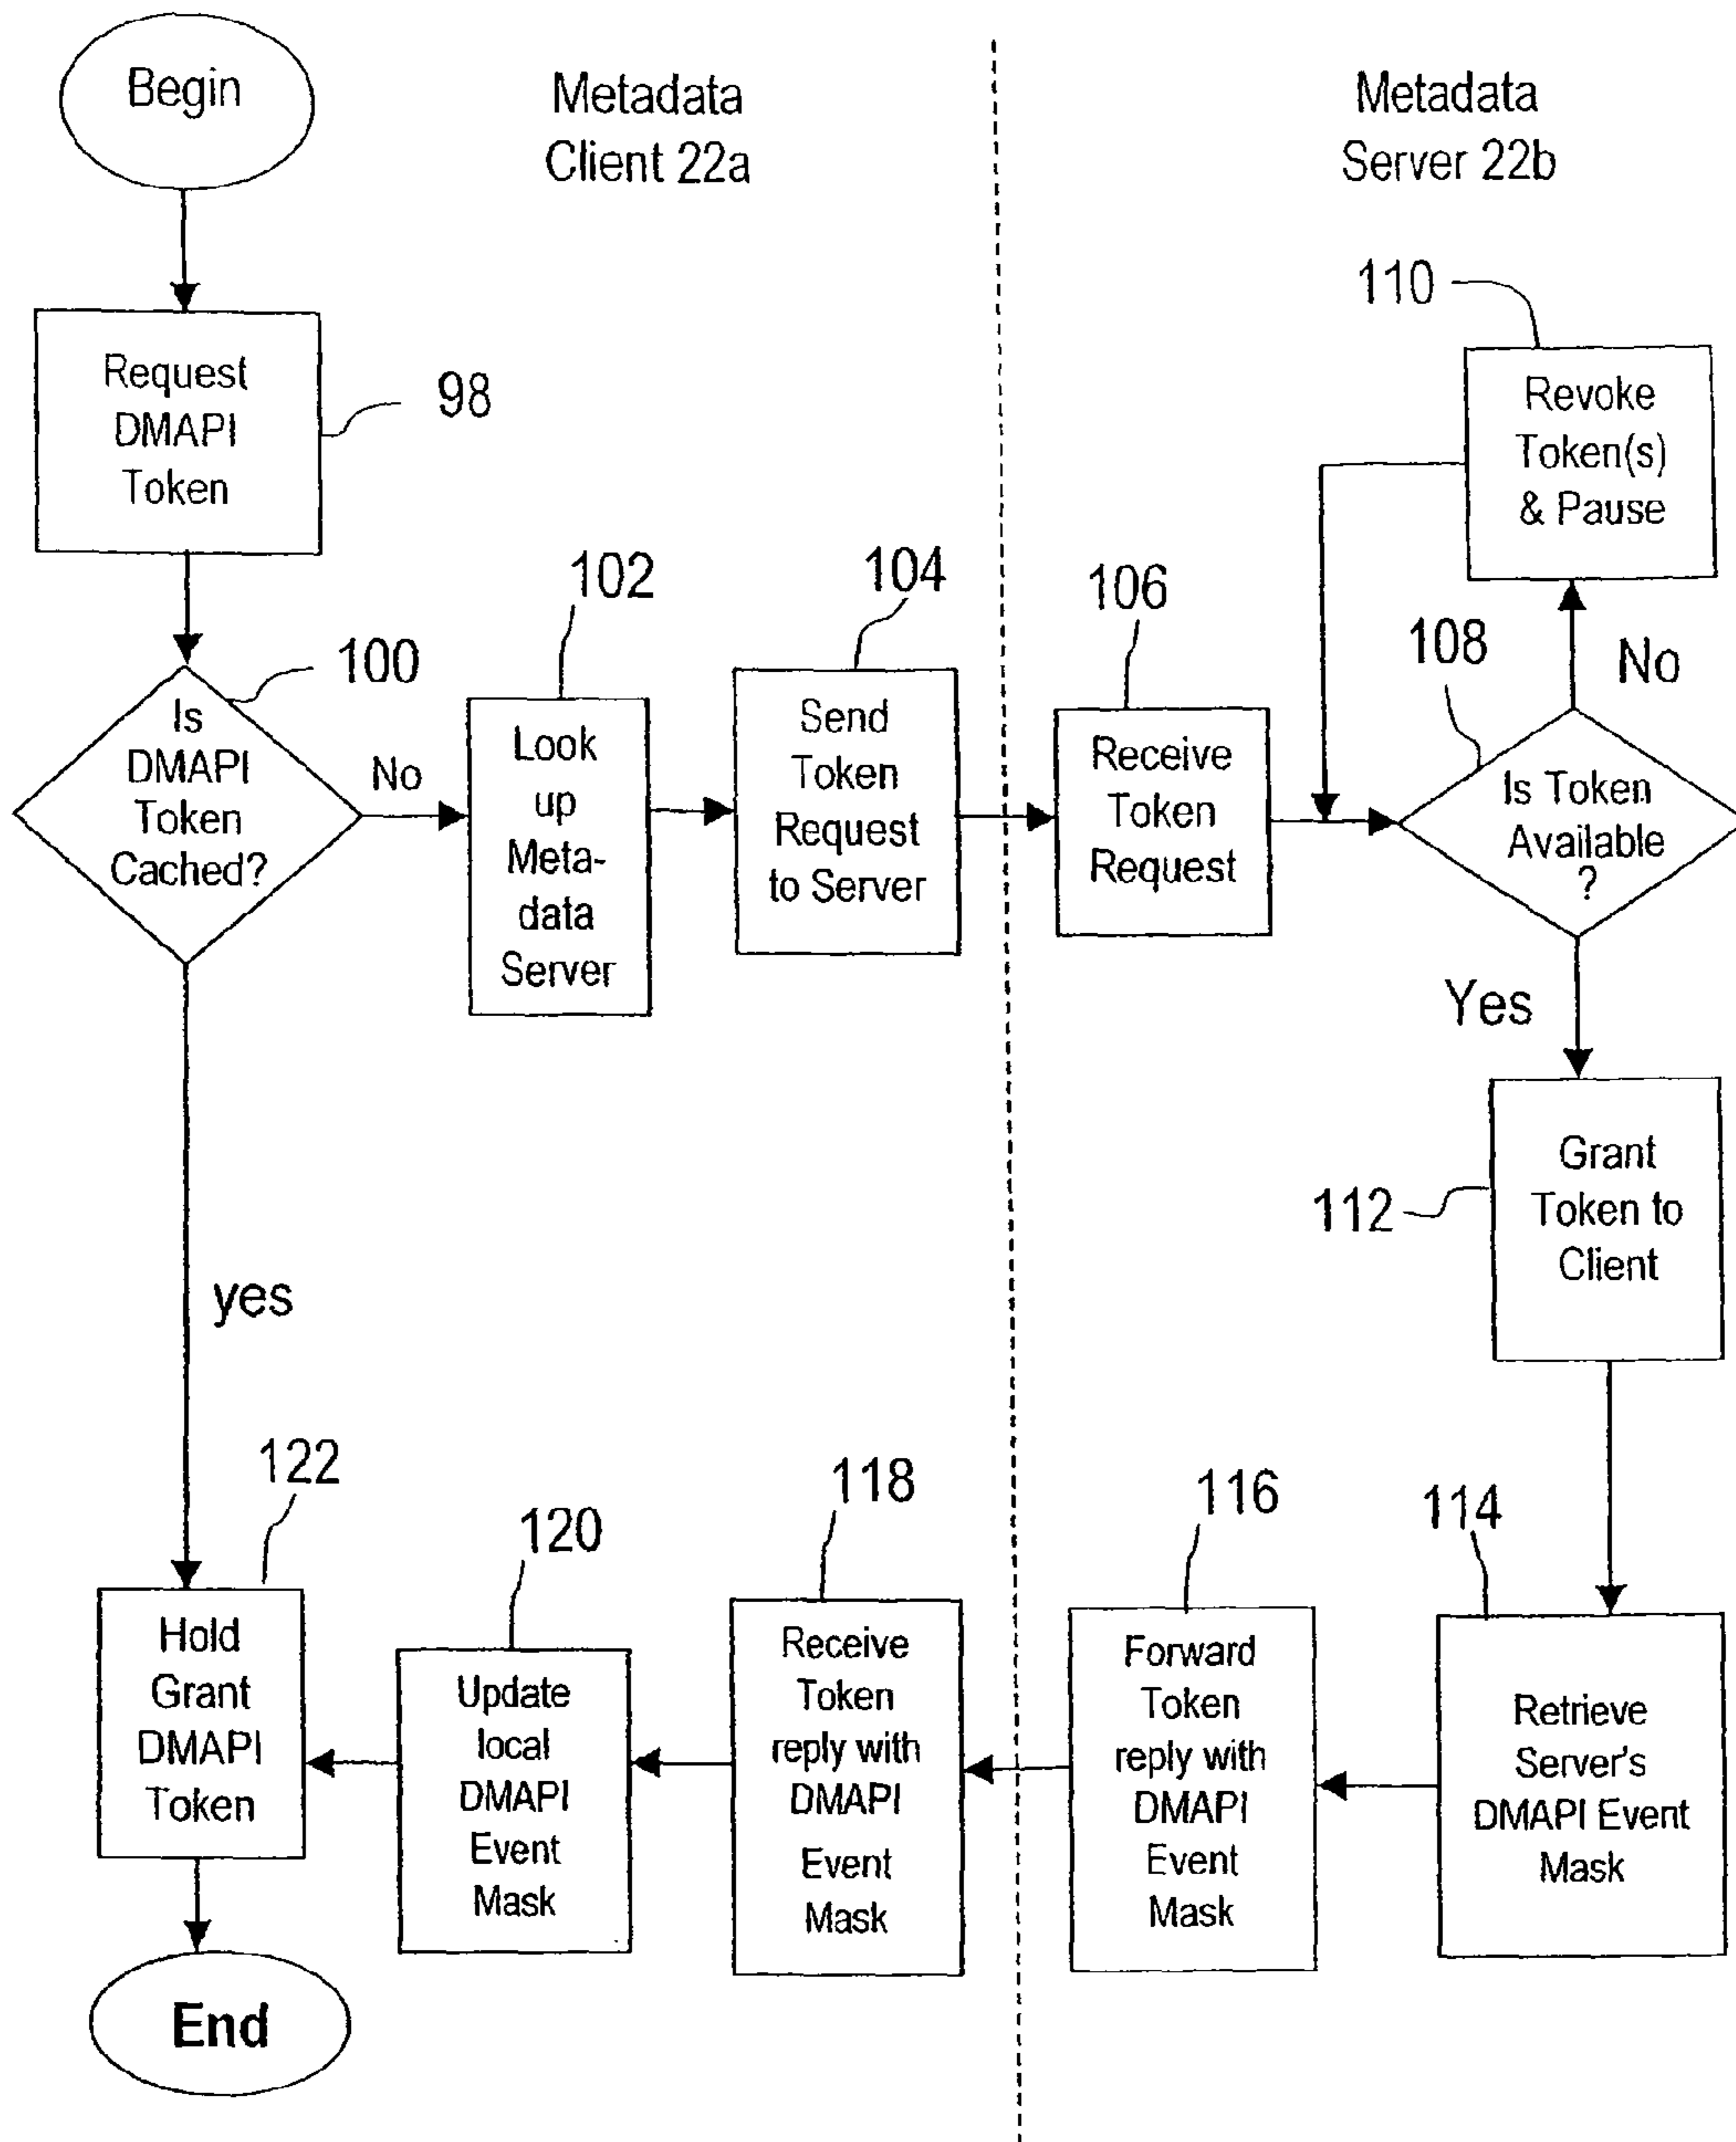 Begin
Metadata
Client 22a
Metadata
Server 22b
Request
DMAPI
Token
98
110
Revoke
Token(s)
& Pause
Is
DMAPI
Token
Cached?
100
No
102
Look
up
Meta-
data
Server
104
Send
Token
Request
to Server
106
Receive
Token
Request
108
No
Is Token
Available
?
Yes
112
Grant
Token to
Client
yes
114
Retrieve
Server's
DMAPI Event
Mask
116
Forward
Token
reply with
DMAPI
Event
Mask
118
Receive
Token
reply with
DMAPI
Event
Mask
120
Update
local
DMAPI
Event
Mask
122
Hold
Grant
DMAPI
Token
End